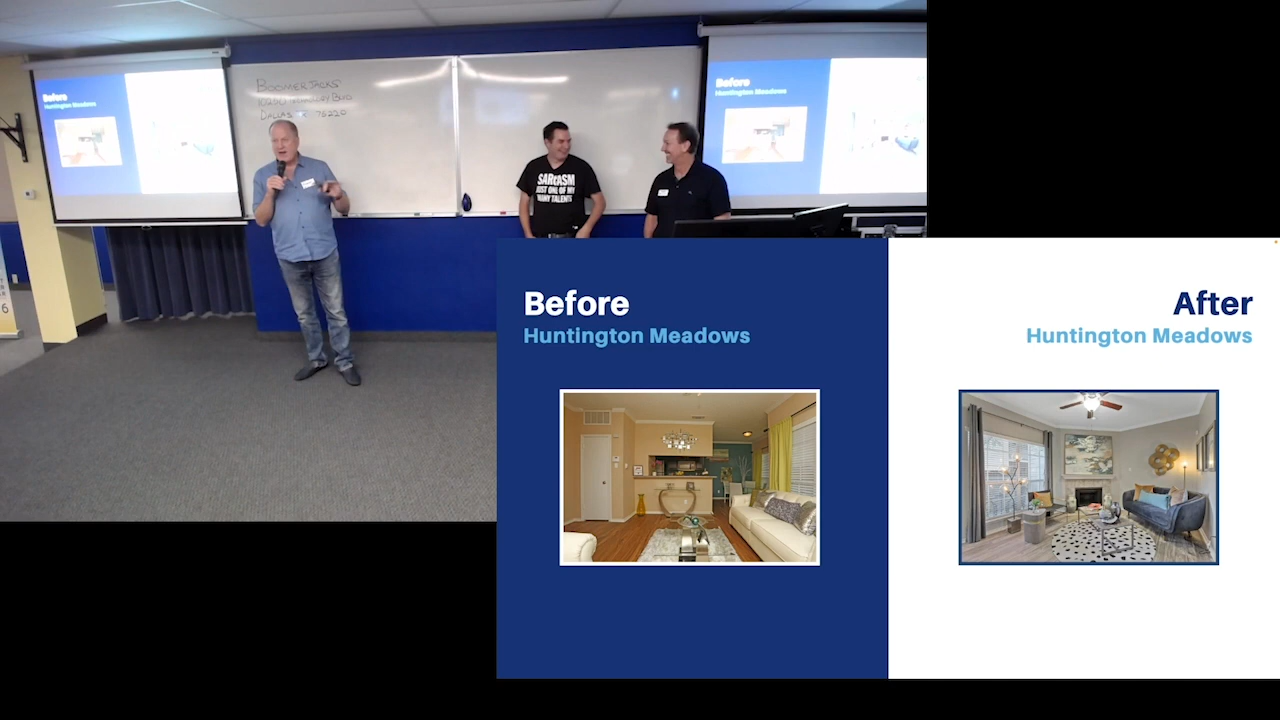 Before
Huntington Meadows
BOOMER JACKS
DALLAS
75220
SARCASM
JUST ONE OF MY
MANY TALENTS
Before
Huntington Meadows
6
Before
Huntington Meadows
After
Huntington Meadows